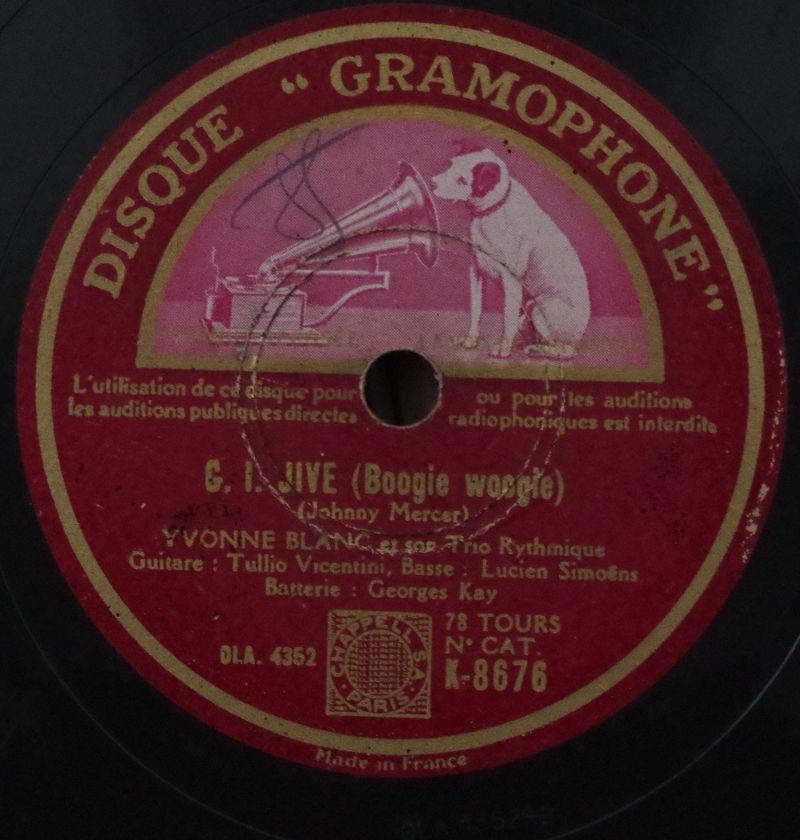 DISQUE “GRAMOPHONE”
L'utilisation de ce disque pour ou pour les auditions
les auditions publiques directes radiophoniques est interdite
G. I. JIVE (Boogie woogie)
(Johnny Mercer)
YVONNE BLANC et son Trio Rythmique
Guitare : Tullio Vicentini, Basse : Lucien Simoëns
Batterie : Georges Kay
OLA. 4352
CHAPPELL S.A.
PARIS
78 TOURS
N° CAT.
K-8676
Made in France